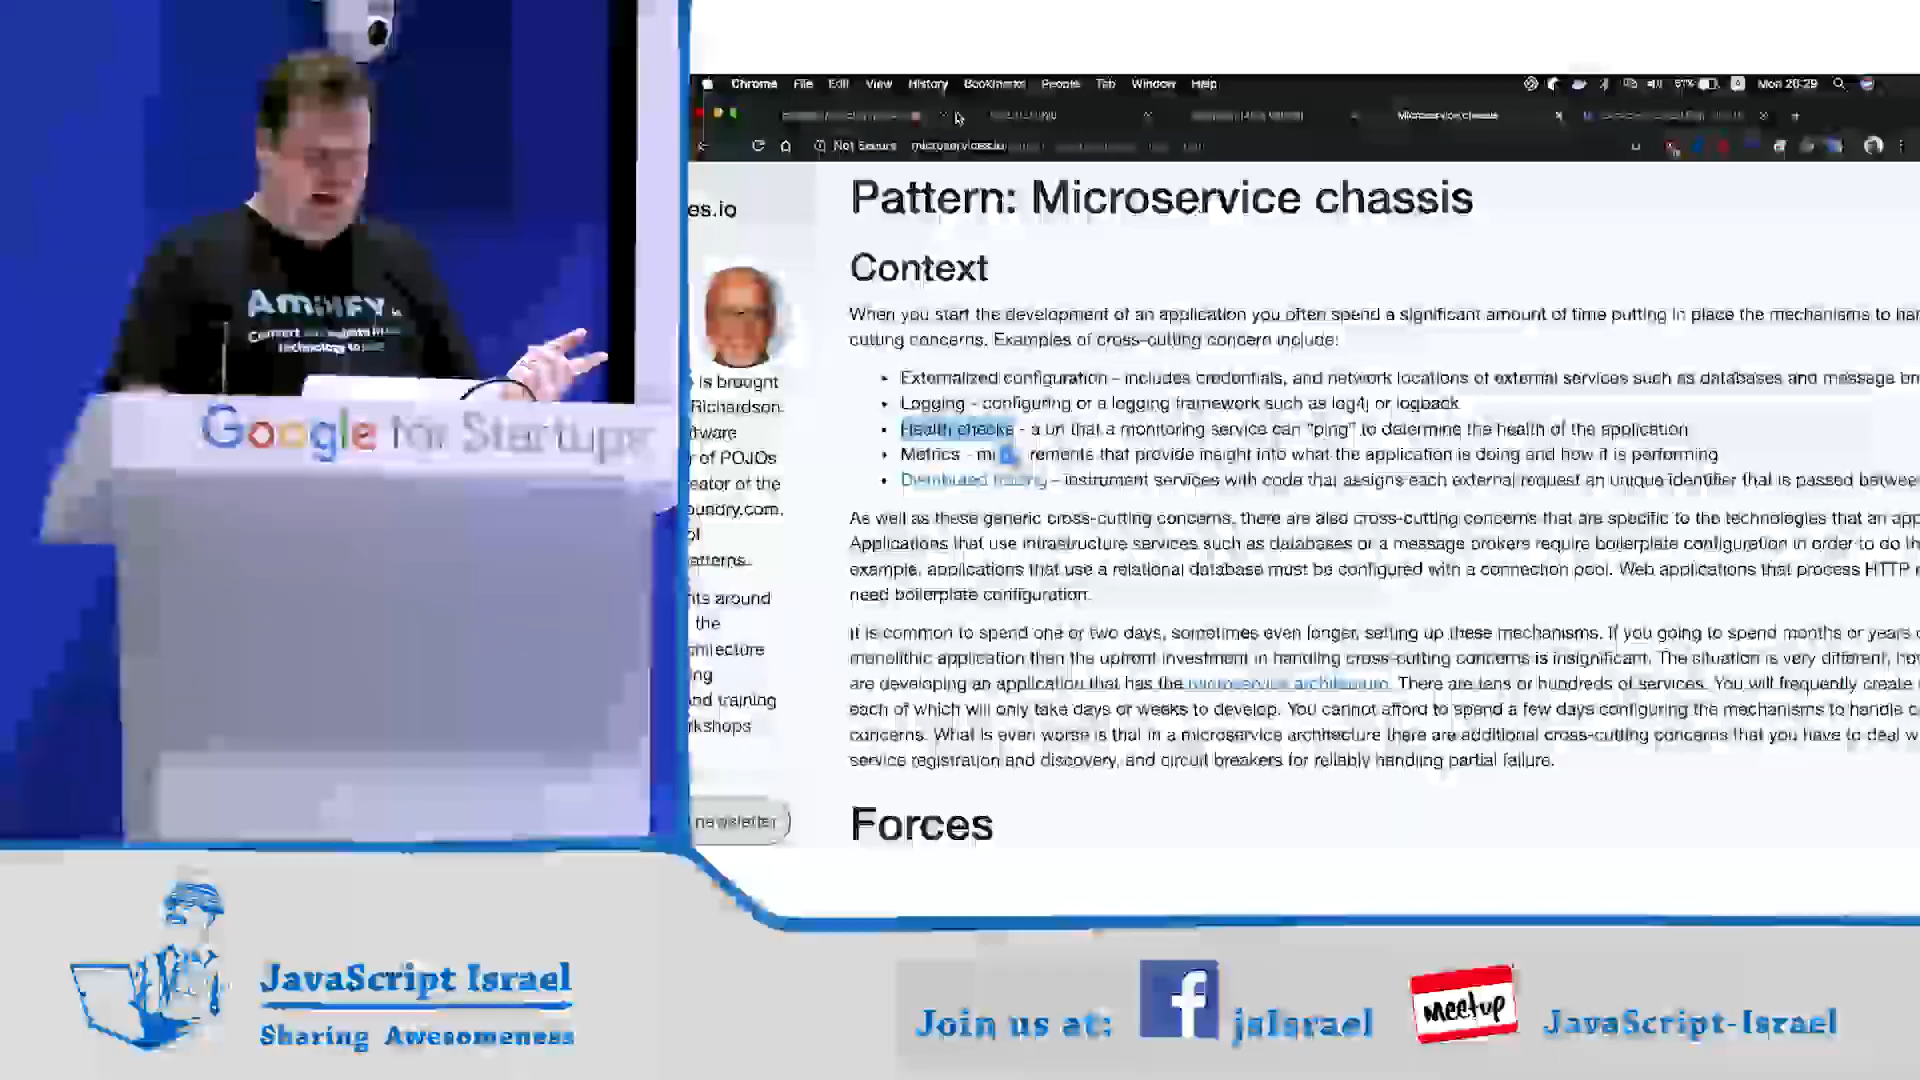 Chrome File Edit View History Bookmarks People Tab Window Help
Mon 20:29
Microservice chassis
Not Secure microservices.io
Pattern: Microservice chassis
es.io
Context
When you start the development of an application you often spend a significant amount of time putting in place the mechanisms to han
cutting concerns. Examples of cross-cutting concern include:
• Externalized configuration - includes credentials, and network locations of external services such as databases and message bro
• Logging - configuring of a logging framework such as log4j or logback
• Health checks - a url that a monitoring service can "ping" to determine the health of the application
• Metrics - rements that provide insight into what the application is doing and how it is performing
• Distributed tracing - instrument services with code that assigns each external request an unique identifier that is passed betwee
As well as these generic cross-cutting concerns, there are also cross-cutting concerns that are specific to the technologies that an app
Applications that use infrastructure services such as databases or a message brokers require boilerplate configuration in order to do th
example, applications that use a relational database must be configured with a connection pool. Web applications that process HTTP
need boilerplate configuration.
It is common to spend one or two days, sometimes even longer, setting up these mechanisms. If you going to spend months or years
monolithic application then the upfront investment in handling cross-cutting concerns is insignificant. The situation is very different, how
are developing an application that has the microservice architecture. There are tens or hundreds of services. You will frequently create
each of which will only take days or weeks to develop. You cannot afford to spend a few days configuring the mechanisms to handle c
concerns. What is even worse is that in a microservice architecture there are additional cross-cutting concerns that you have to deal w
service registration and discovery, and circuit breakers for reliably handling partial failure.
Forces
is brought
Richardson.
tware
r of POJOs
eator of the
oundry.com.
ol
atterns.
nts around
the
chitecture
ing
nd training
rkshops
newsletter
technology to
Google for Startups
JavaScript Israel
Sharing Awesomeness
Join us at:
jsIsrael
meetup
JavaScript-Israel